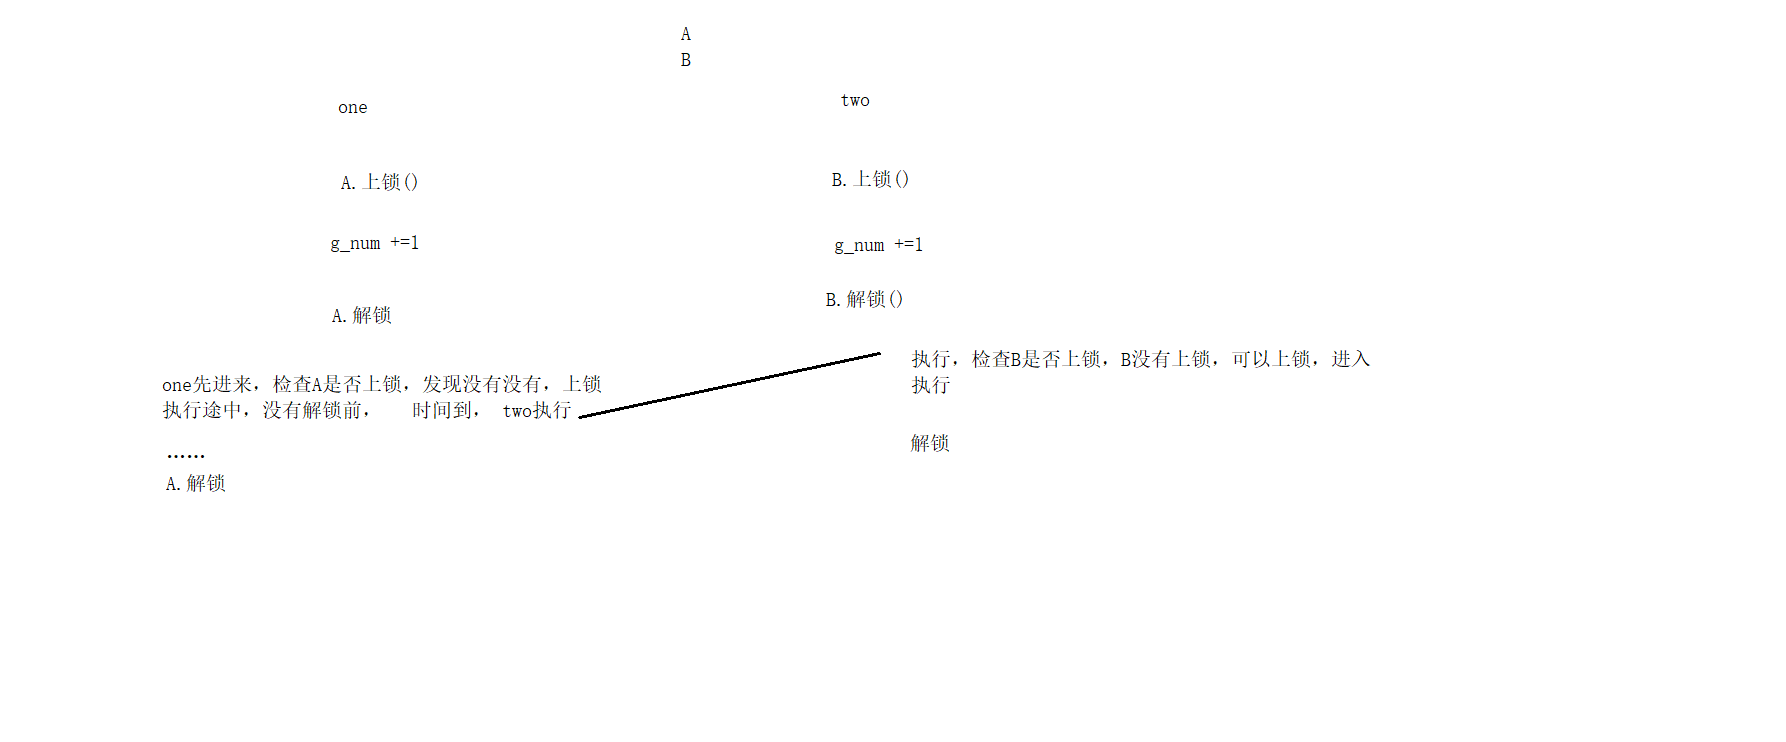 A
B
one
two
A.上锁()
B.上锁()
g_num +=1
g_num +=1
A.解锁
B.解锁()
one先进来，检查A是否上锁，发现没有没有，上锁
执行途中，没有解锁前， 时间到， two执行
……
A.解锁
执行，检查B是否上锁，B没有上锁，可以上锁，进入
执行
解锁